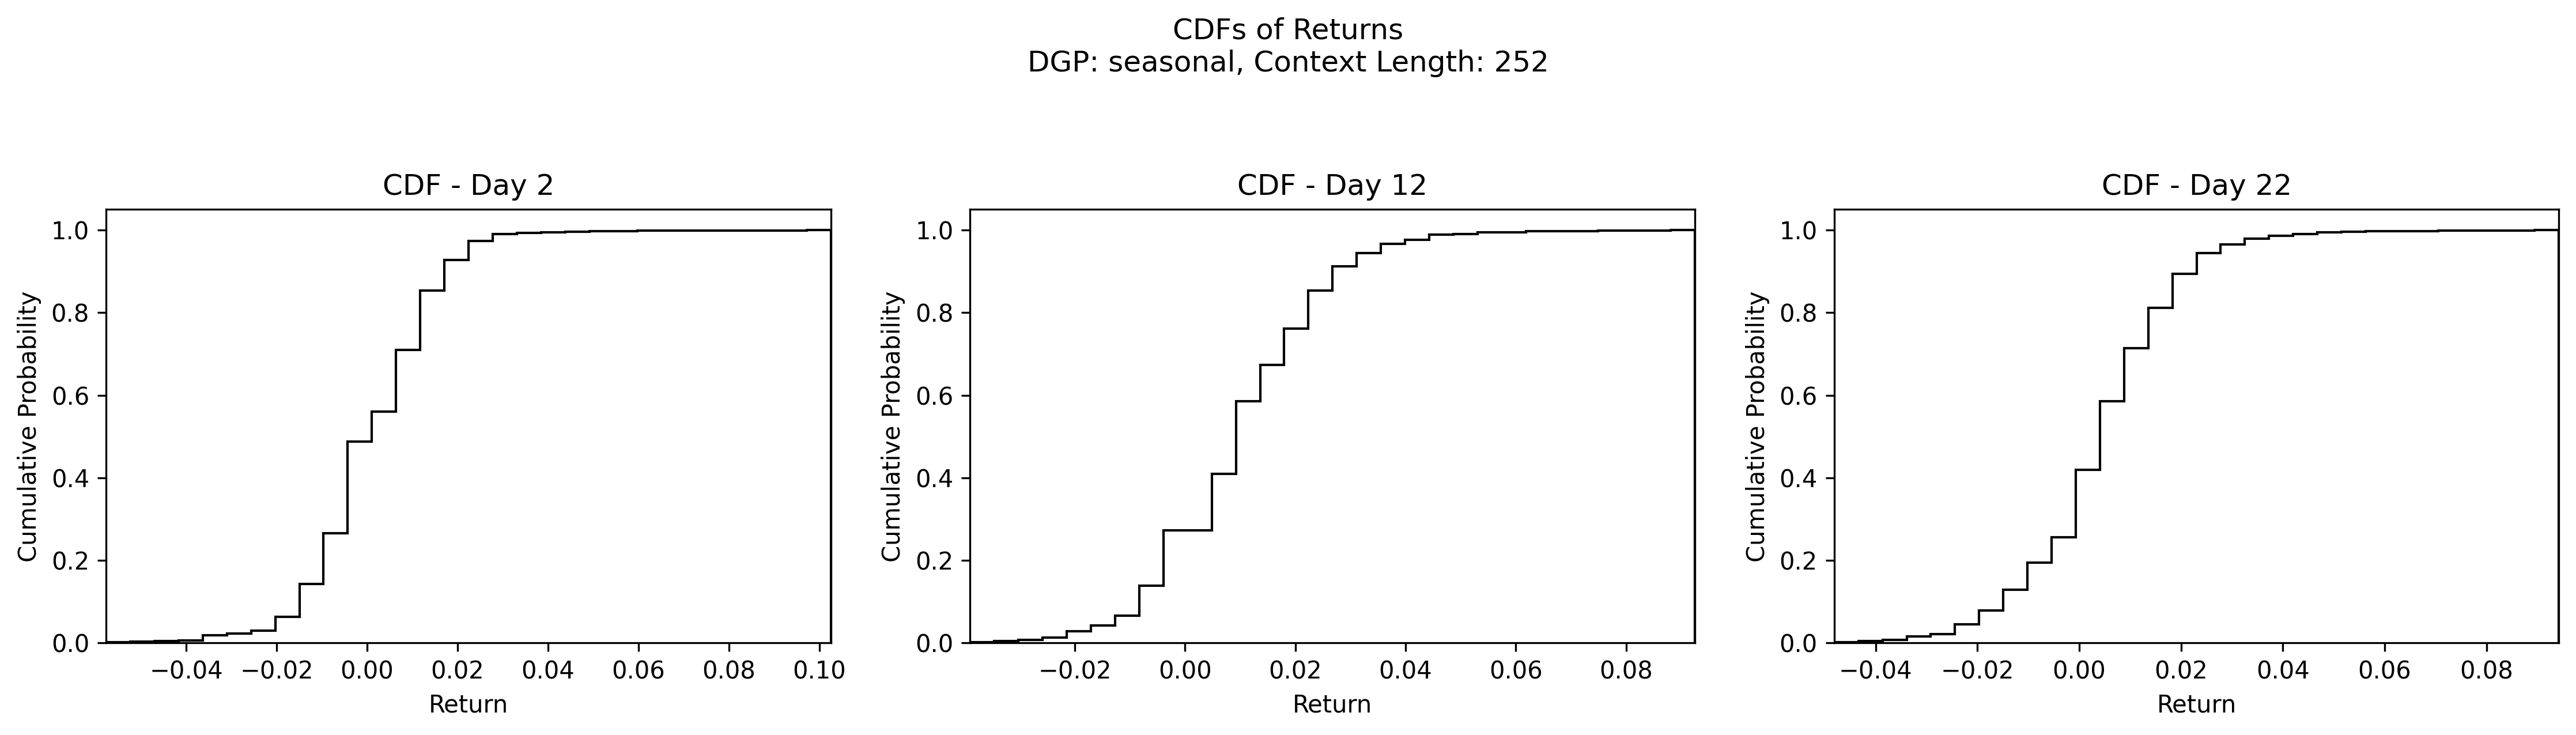 CDFs of Returns
DGP: seasonal, Context Length: 252
CDF - Day 2
1.0
0.8
0.6
0.4
0.2
0.0
Cumulative Probability
−0.04 −0.02 0.00 0.02 0.04 0.06 0.08 0.10
Return
CDF - Day 12
1.0
0.8
0.6
0.4
0.2
0.0
Cumulative Probability
−0.02 0.00 0.02 0.04 0.06 0.08
Return
CDF - Day 22
1.0
0.8
0.6
0.4
0.2
0.0
Cumulative Probability
−0.04 −0.02 0.00 0.02 0.04 0.06 0.08
Return